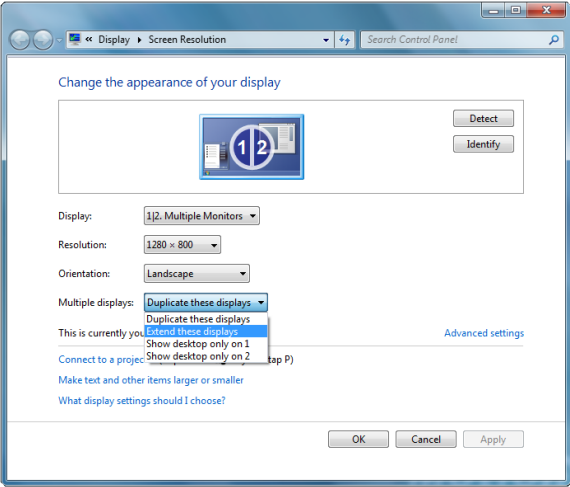 « Display ▸ Screen Resolution
Search Control Panel
Change the appearance of your display
1|2
Detect
Identify
Display: 1|2. Multiple Monitors
Resolution: 1280 × 800
Orientation: Landscape
Multiple displays: Duplicate these displays
Duplicate these displays
Extend these displays
Show desktop only on 1
Show desktop only on 2
This is currently you
Advanced settings
Connect to a projec tap P)
Make text and other items larger or smaller
What display settings should I choose?
OK Cancel Apply